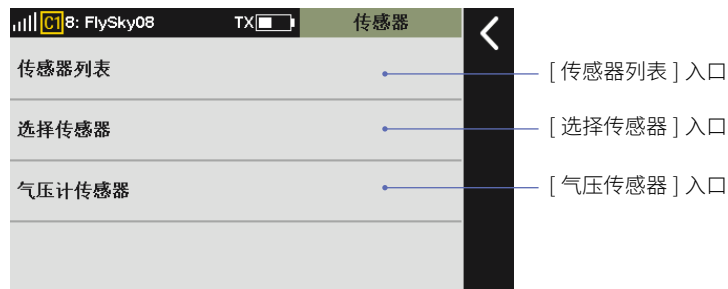 C1 8: FlySky08 TX 传感器
传感器列表 [ 传感器列表 ] 入口
选择传感器 [ 选择传感器 ] 入口
气压计传感器 [ 气压传感器 ] 入口